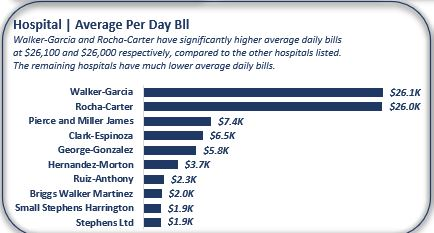 Hospital | Average Per Day Bll
Walker-Garcia and Rocha-Carter have significantly higher average daily bills
at $26,100 and $26,000 respectively, compared to the other hospitals listed.
The remaining hospitals have much lower average daily bills.
Walker-Garcia $26.1K
Rocha-Carter $26.0K
Pierce and Miller James $7.4K
Clark-Espinoza $6.5K
George-Gonzalez $5.8K
Hernandez-Morton $3.7K
Ruiz-Anthony $2.3K
Briggs Walker Martinez $2.0K
Small Stephens Harrington $1.9K
Stephens Ltd $1.9K